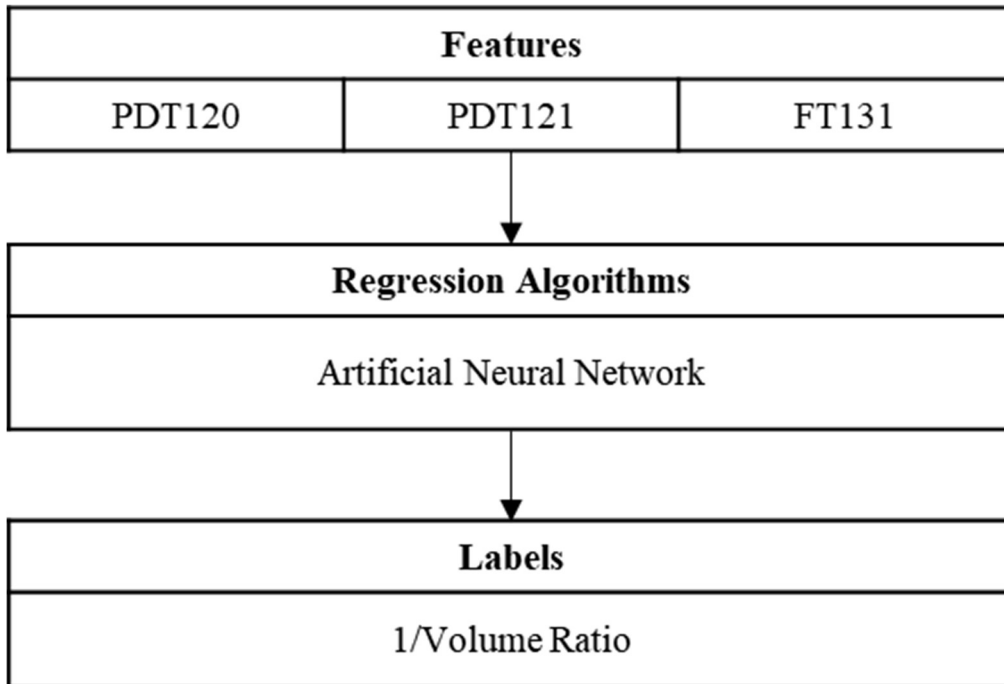 Features
PDT120 PDT121 FT131
Regression Algorithms
Artificial Neural Network
Labels
1/Volume Ratio